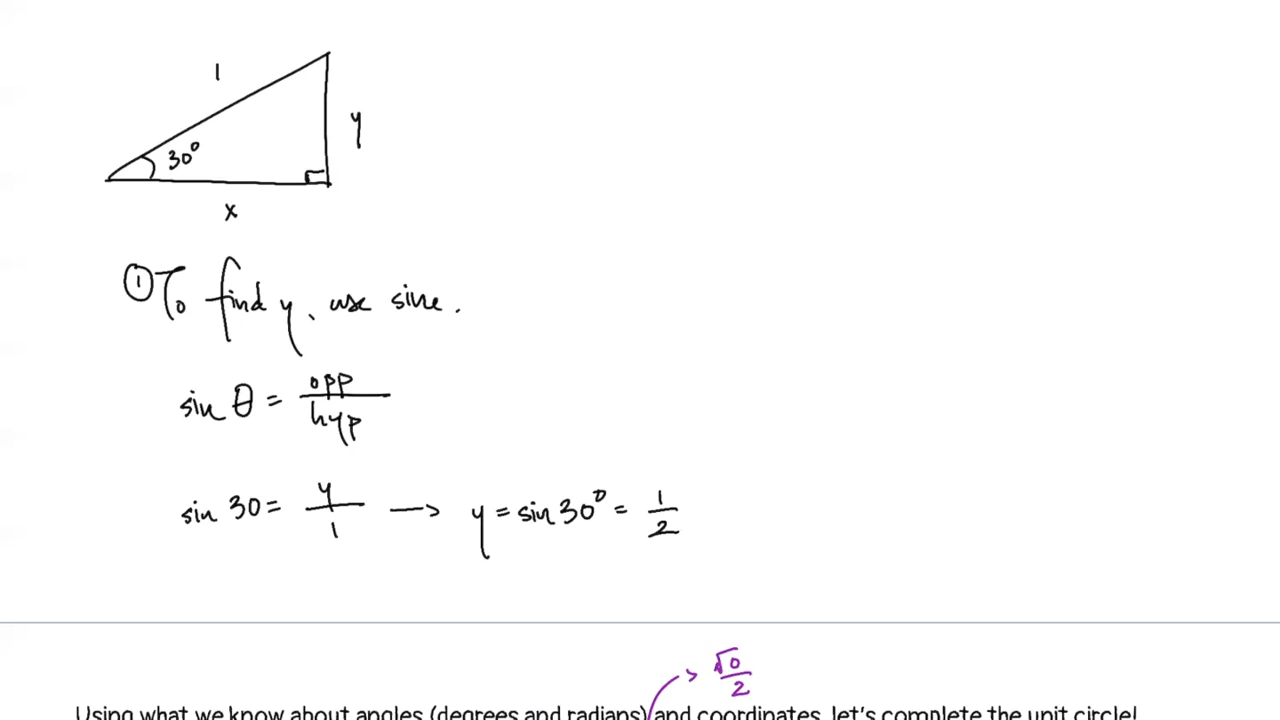 1
30°
y
x
① To find y, use sine.
sin θ = opp/hyp
sin 30 = y/1 → y = sin 30° = 1/2
√0/2
Using what we know about angles (degrees and radians) and coordinates, let's complete the unit circle!